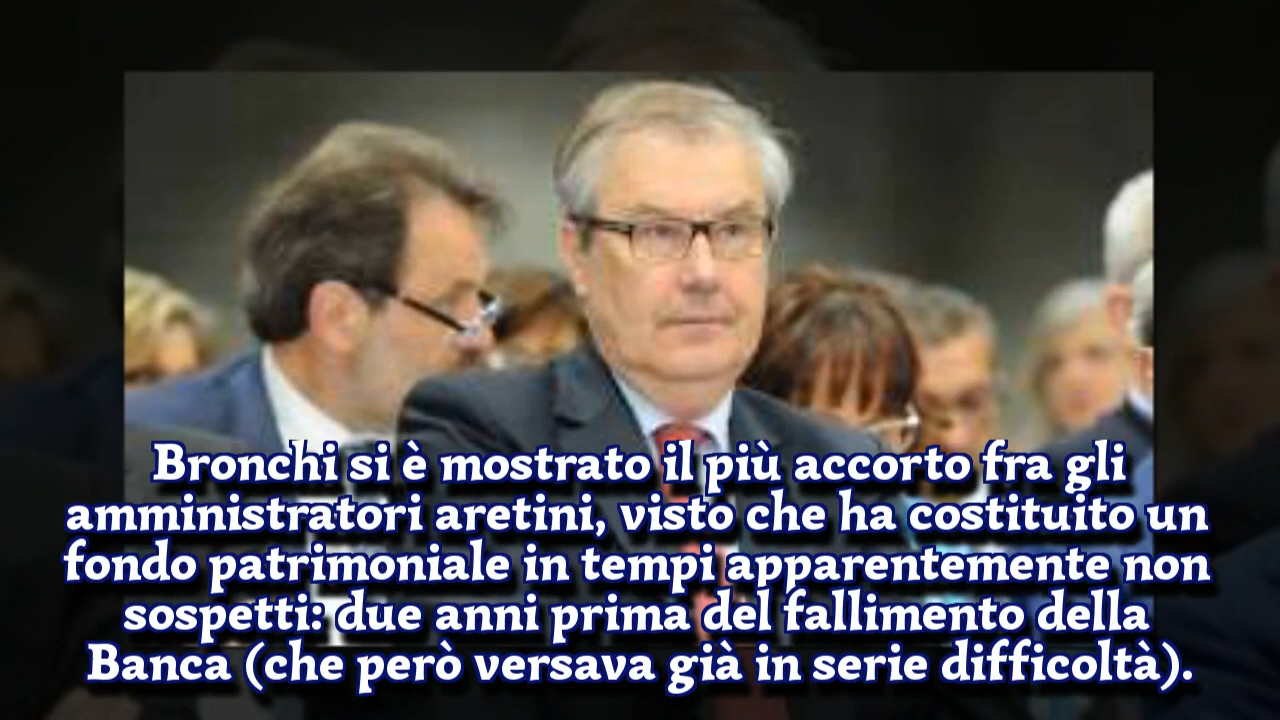 Bronchi si è mostrato il più accorto fra gli
amministratori aretini, visto che ha costituito un
fondo patrimoniale in tempi apparentemente non
sospetti: due anni prima del fallimento della
Banca (che però versava già in serie difficoltà).